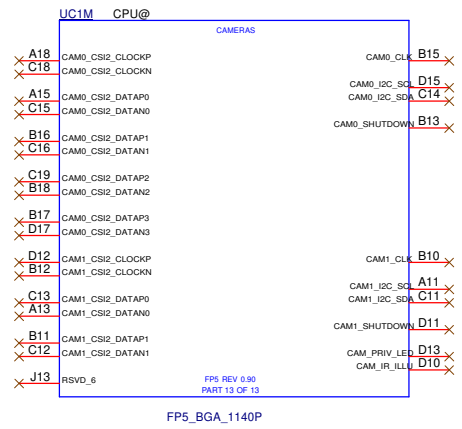 UC1M CPU@
CAMERAS
A18 CAM0_CSI2_CLOCKP CAM0_CLK B15
C18 CAM0_CSI2_CLOCKN
CAM0_I2C_SCL D15
A15 CAM0_CSI2_DATAP0 CAM0_I2C_SDA C14
C15 CAM0_CSI2_DATAN0
CAM0_SHUTDOWN B13
B16 CAM0_CSI2_DATAP1
C16 CAM0_CSI2_DATAN1
C19 CAM0_CSI2_DATAP2
B18 CAM0_CSI2_DATAN2
B17 CAM0_CSI2_DATAP3
D17 CAM0_CSI2_DATAN3
D12 CAM1_CSI2_CLOCKP CAM1_CLK B10
B12 CAM1_CSI2_CLOCKN
CAM1_I2C_SCL A11
C13 CAM1_CSI2_DATAP0 CAM1_I2C_SDA C11
A13 CAM1_CSI2_DATAN0
CAM1_SHUTDOWN D11
B11 CAM1_CSI2_DATAP1
C12 CAM1_CSI2_DATAN1 CAM_PRIV_LED D13
CAM_IR_ILLU D10
J13 RSVD_6 FP5 REV 0.90
PART 13 OF 13
FP5_BGA_1140P